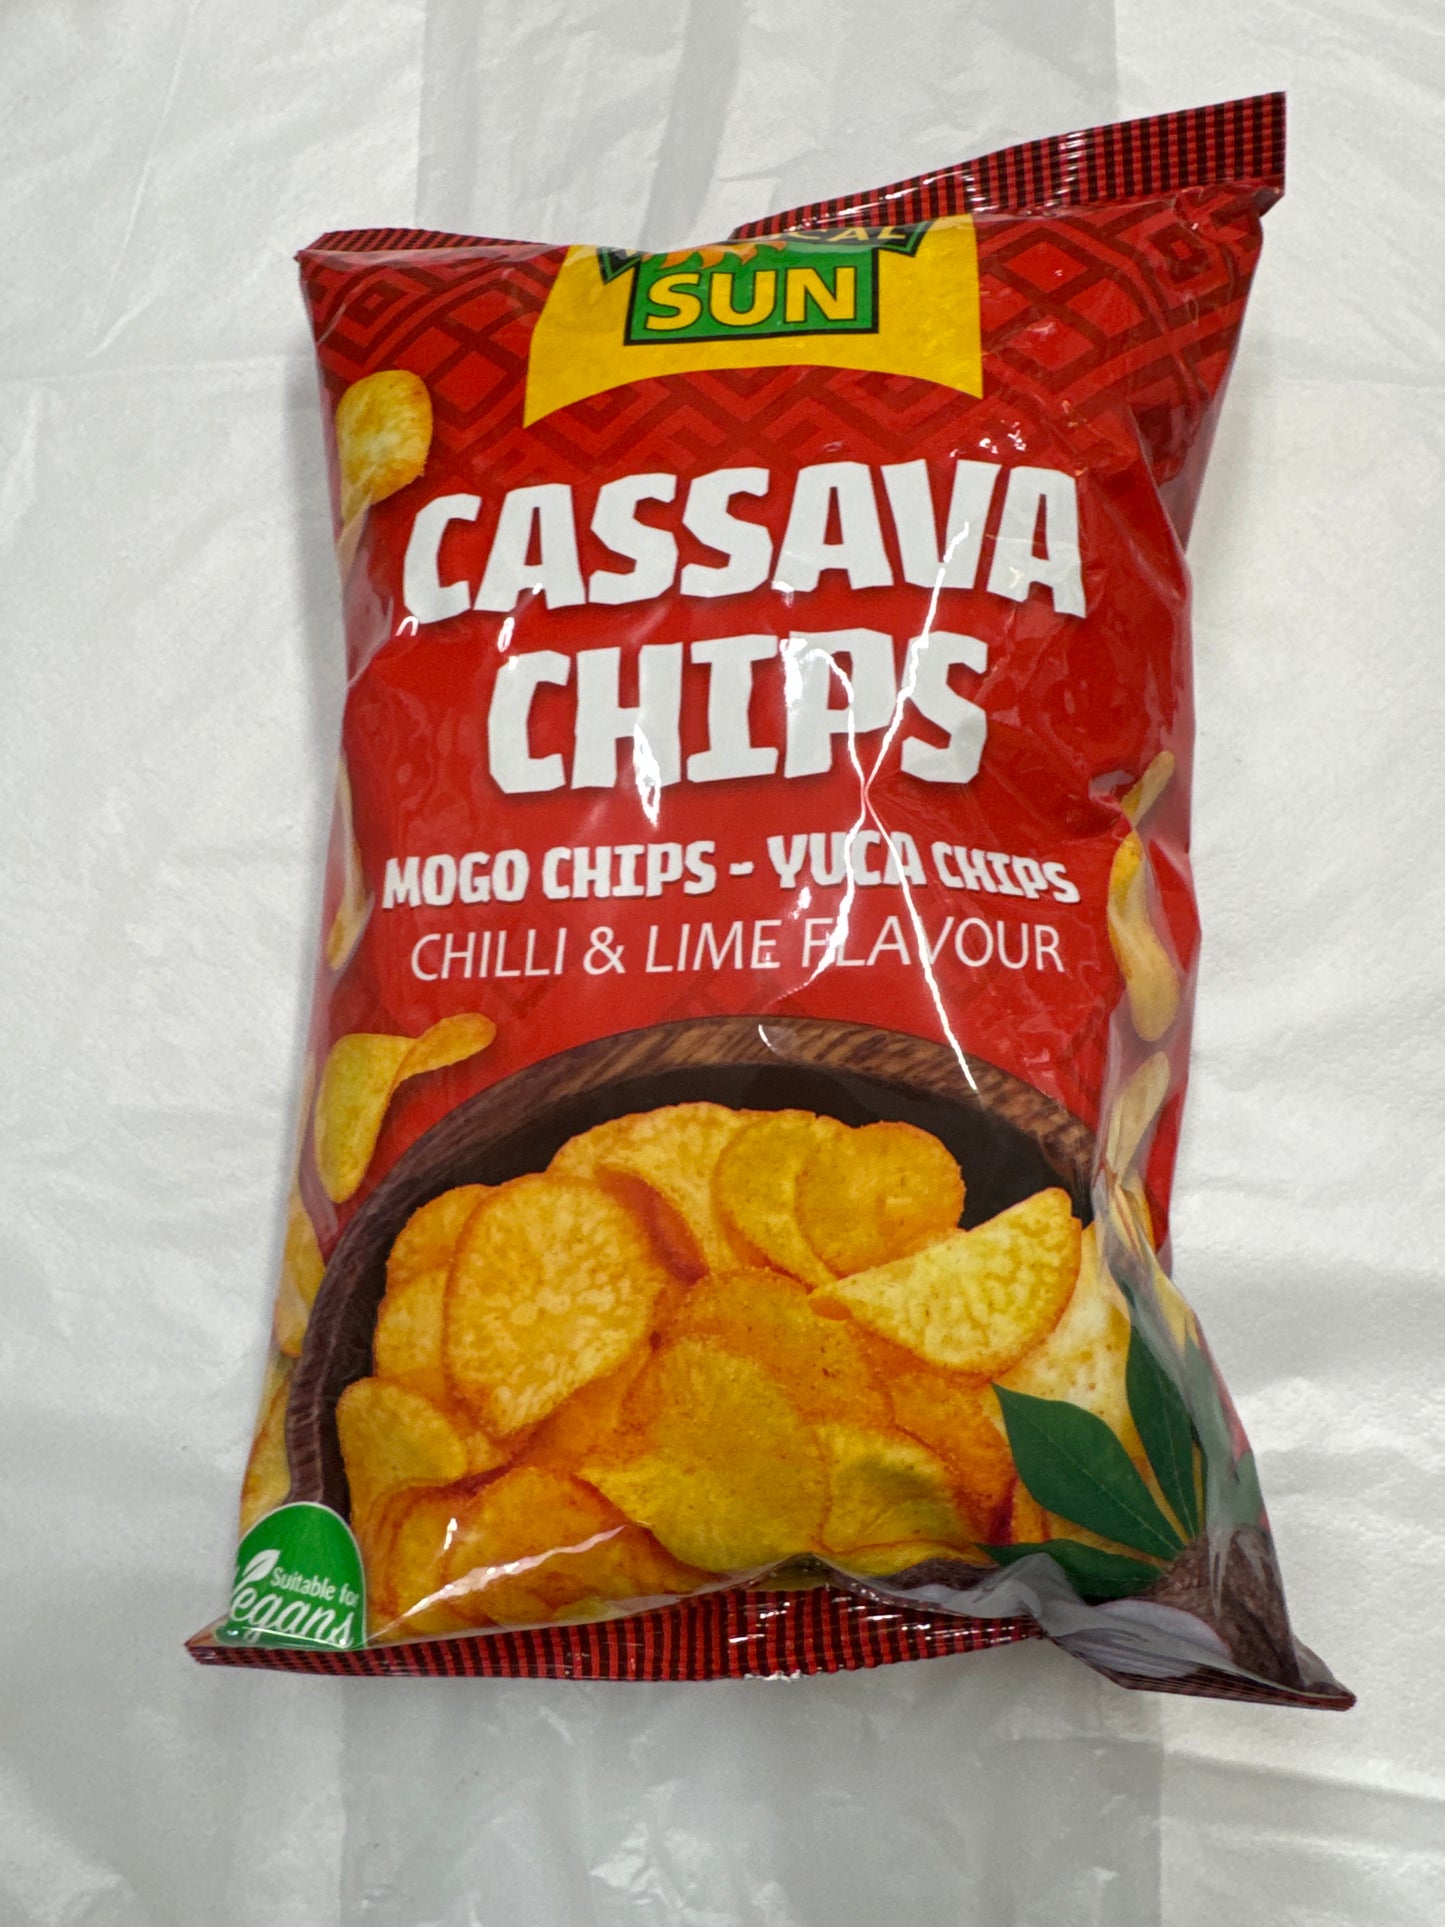 SUN
CASSAVA
CHIPS
MOGO CHIPS - YUCA CHIPS
CHILLI & LIME FLAVOUR
Suitable for
Vegans